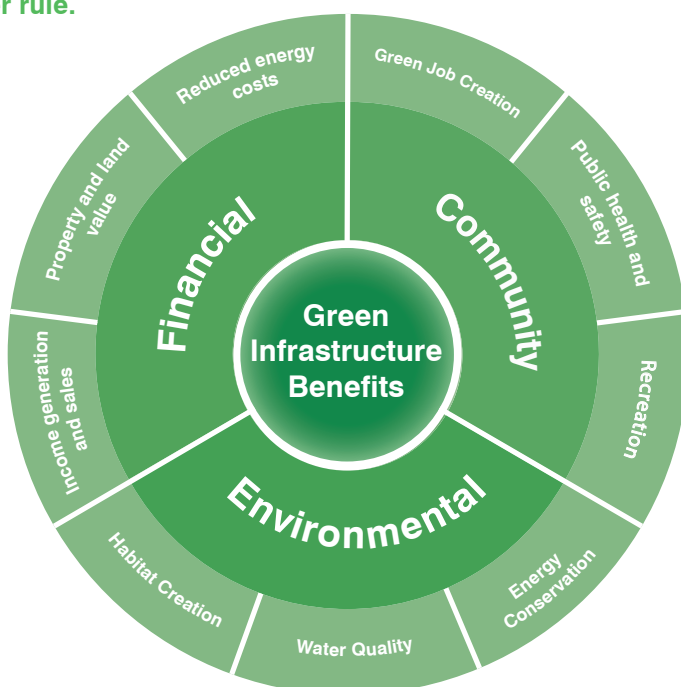 r rule.
Reduced energy
costs
Green Job Creation
Property and land
value
Public health and
safety
Financial
Community
Green
Infrastructure
Benefits
Income generation
and sales
Recreation
Environmental
Habitat Creation
Water Quality
Energy
Conservation